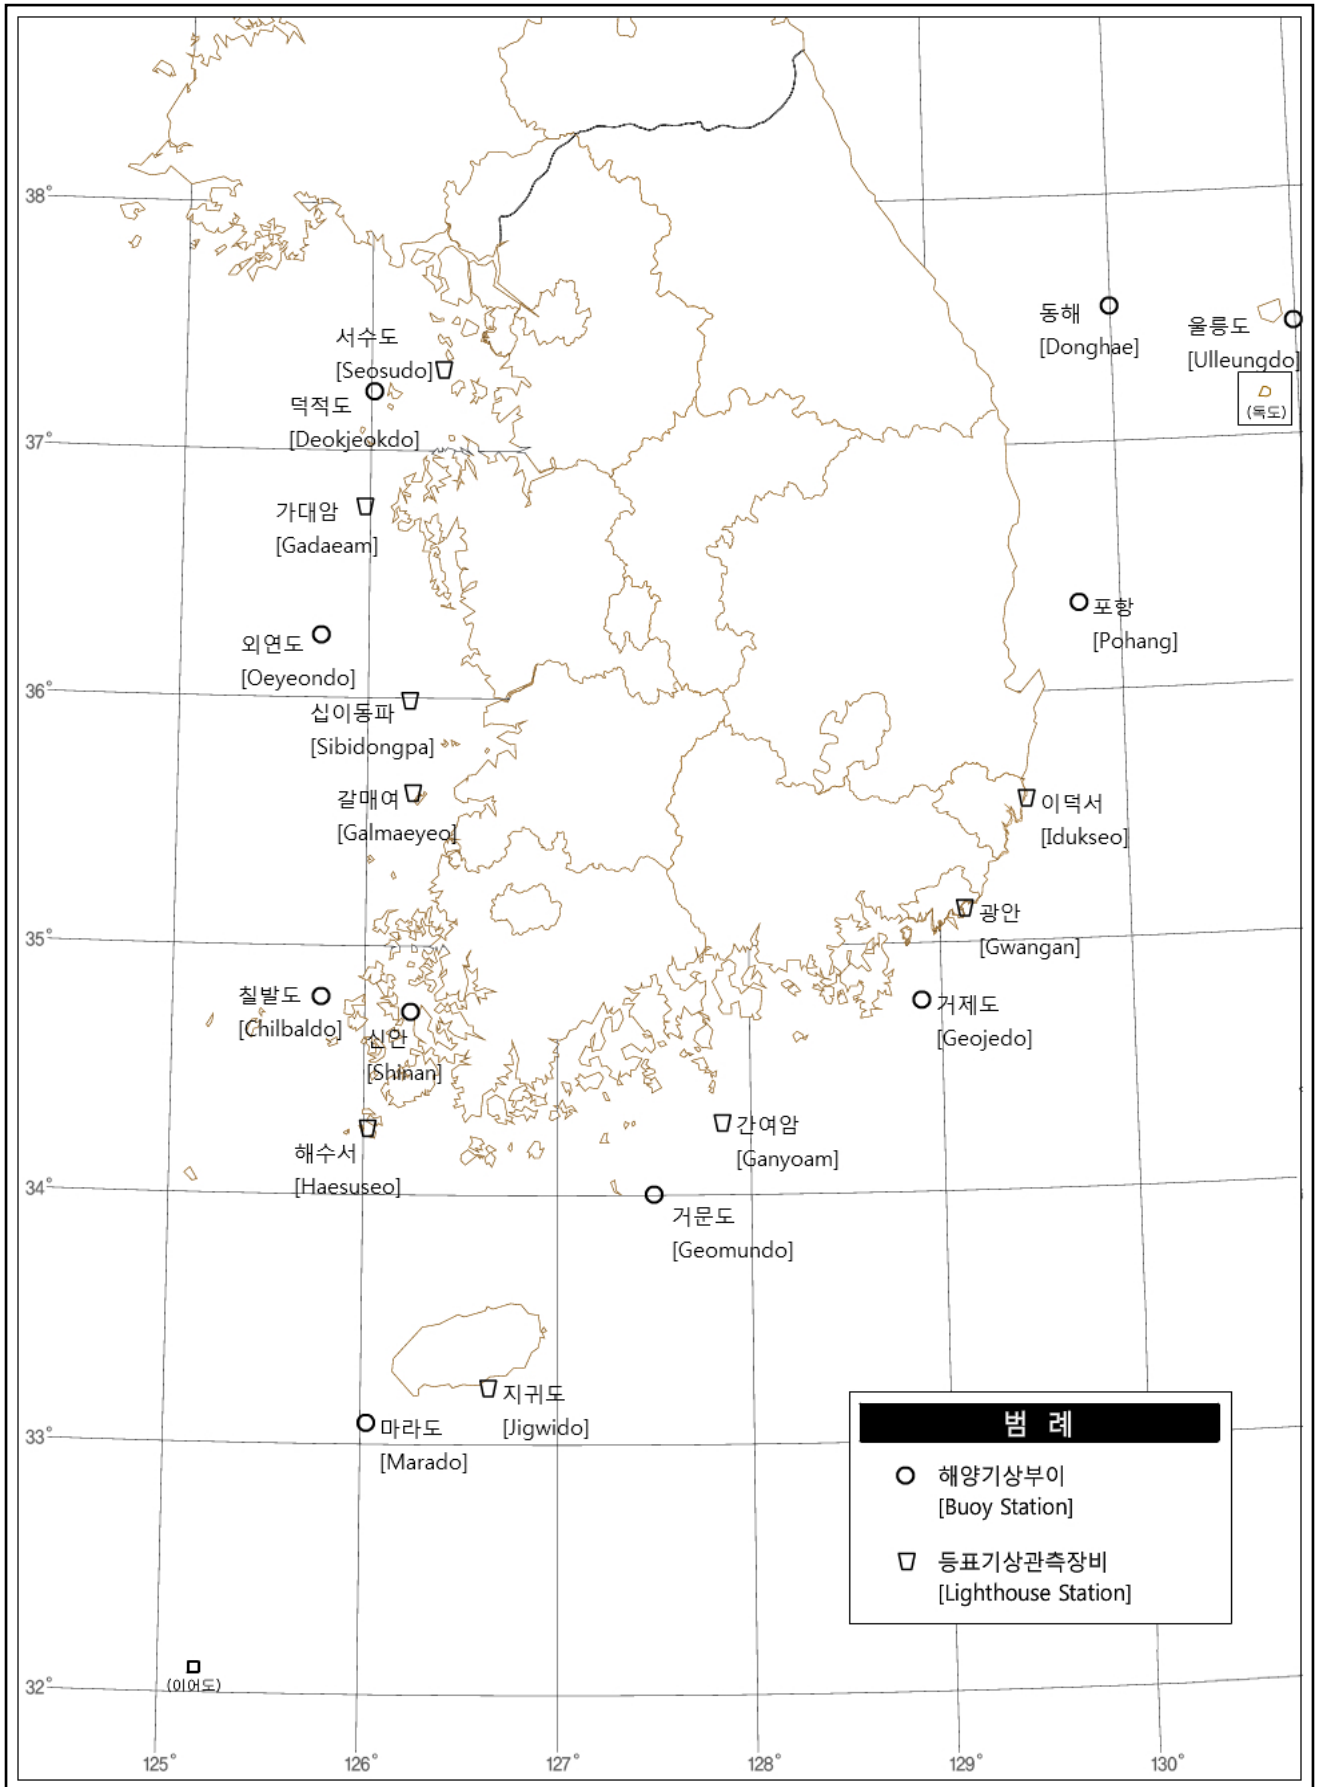 38°
동해
[Donghae]
울릉도
[Ulleungdo]
서수도
[Seosudo]
(독도)
덕적도
[Deokjeokdo]
37°
가대암
[Gadaeam]
포항
[Pohang]
외연도
[Oeyeondo]
36°
십이동파
[Sibidongpa]
갈매여
[Galmaeyeo]
이덕서
[Idukseo]
광안
[Gwangan]
35°
칠발도
[Chilbaldo]
거제도
[Geojedo]
신안
[Shinan]
간여암
[Ganyoam]
해수서
[Haesuseo]
34°
거문도
[Geomundo]
지귀도
[Jigwido]
마라도
[Marado]
33°
범 례
해양기상부이
[Buoy Station]
등표기상관측장비
[Lighthouse Station]
(이어도)
32°
125° 126° 127° 128° 129° 130°